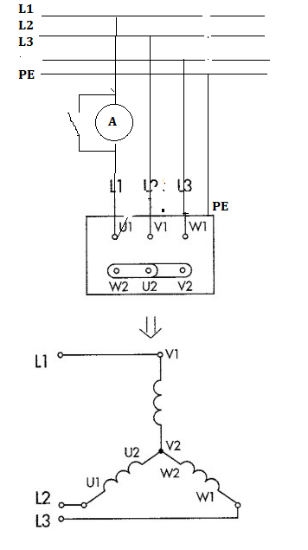 L1
L2
L3
PE
A
L1 L2: L3
PE
U1 V1 W1
W2 U2 V2
L1 V1
V2
U2
W2
U1
W1
L2
L3